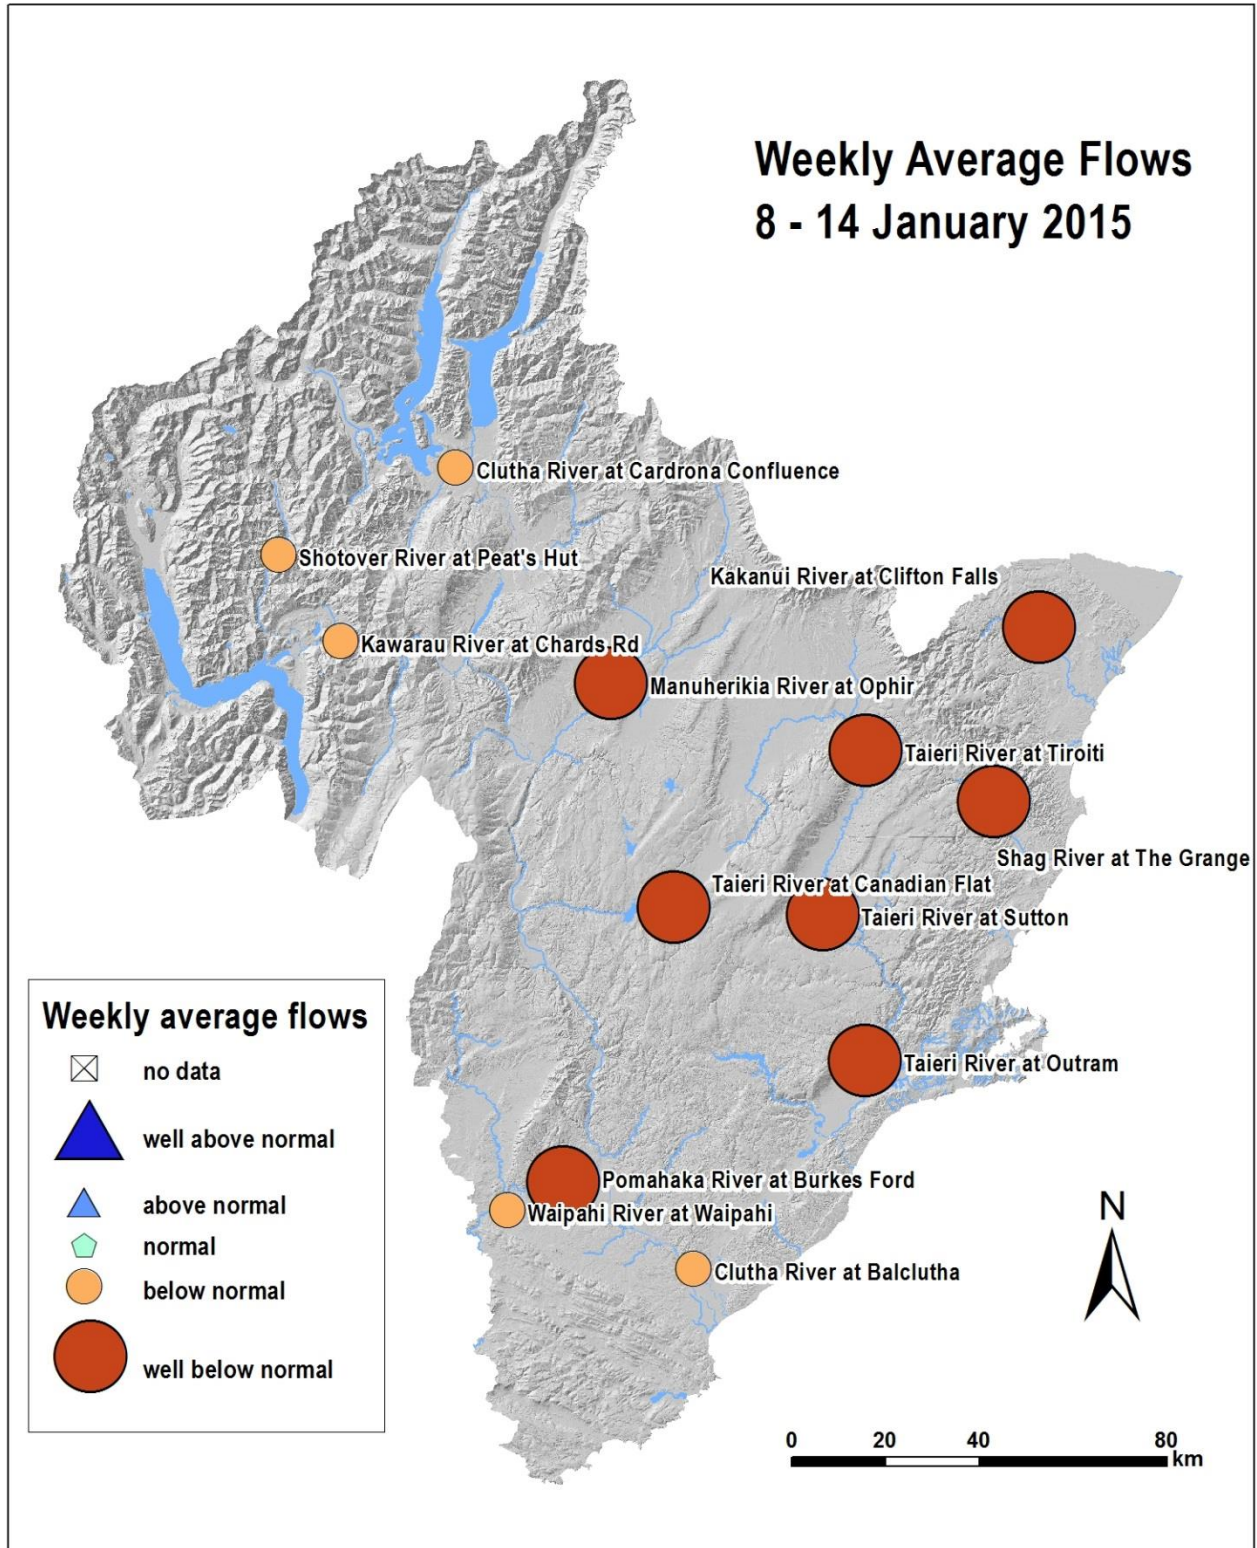 Weekly Average Flows
8 - 14 January 2015
Clutha River at Cardrona Confluence
Shotover River at Peat's Hut
Kakanui River at Clifton Falls
Kawarau River at Chards Rd
Manuherikia River at Ophir
Taieri River at Tiroiti
Shag River at The Grange
Taieri River at Canadian Flat
Taieri River at Sutton
Taieri River at Outram
Pomahaka River at Burkes Ford
Waipahi River at Waipahi
Clutha River at Balclutha
Weekly average flows
no data
well above normal
above normal
normal
below normal
well below normal
N
0 20 40 80
km